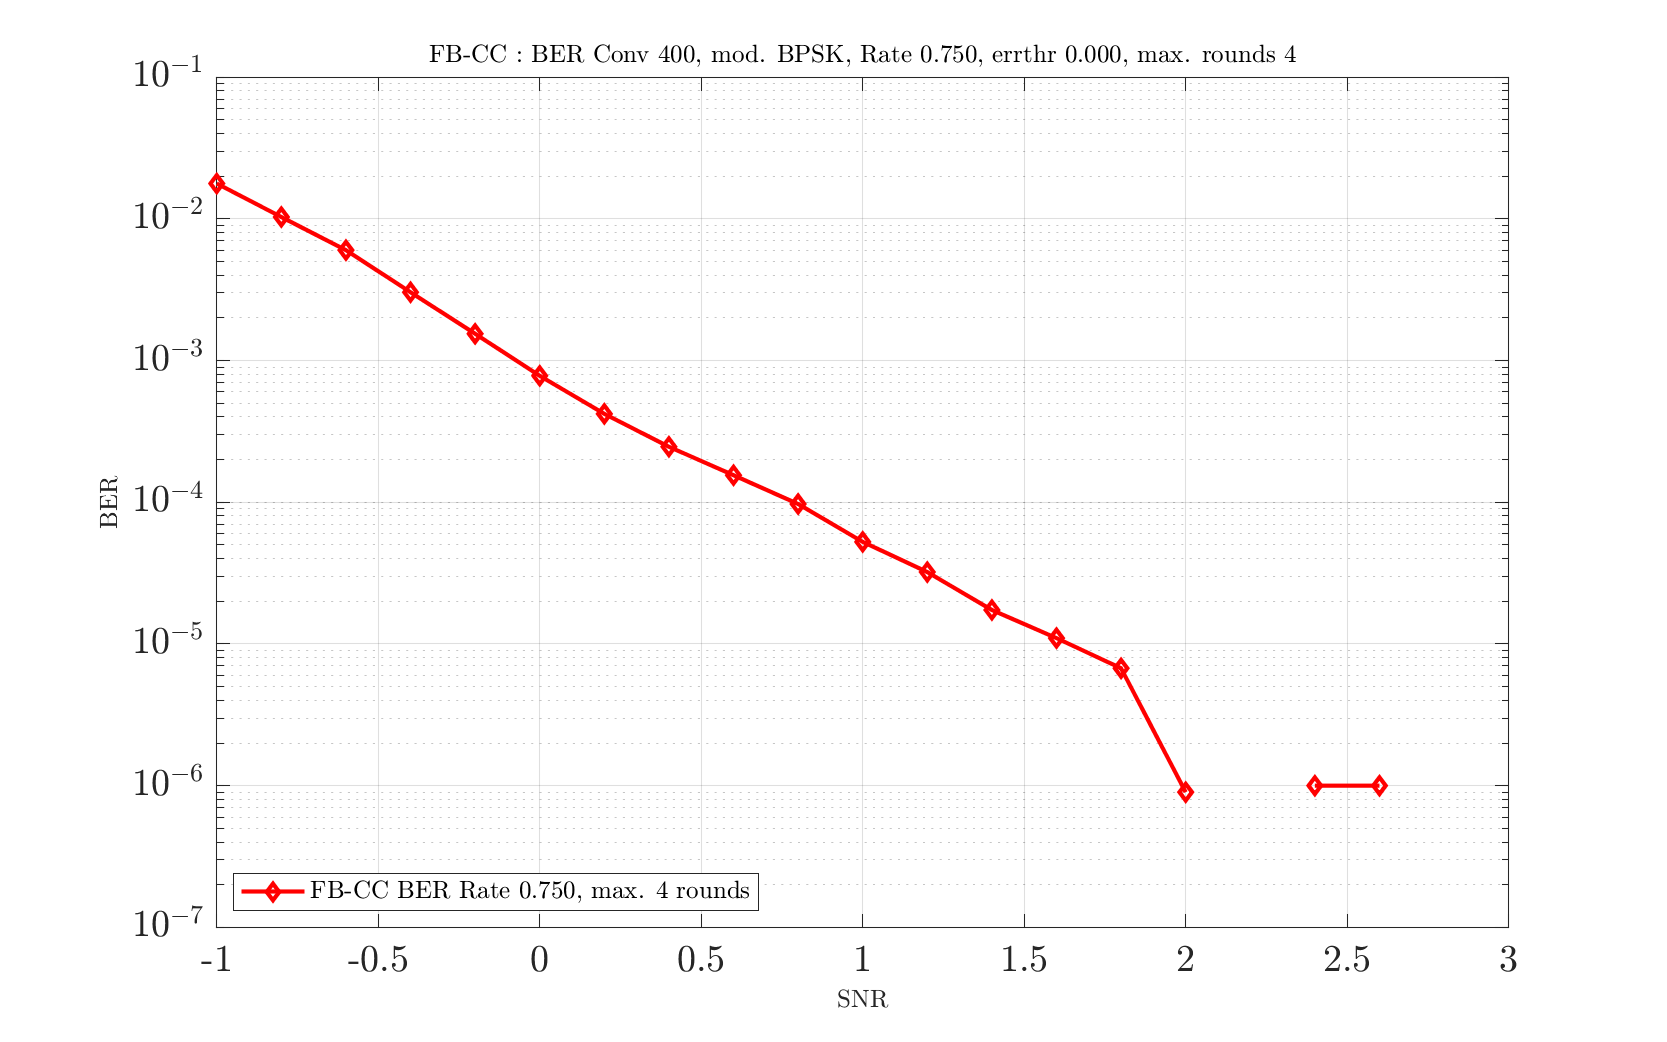 FB-CC : BER Conv 400, mod. BPSK, Rate 0.750, errthr 0.000, max. rounds 4
10^{-1}
10^{-2}
10^{-3}
10^{-4}
10^{-5}
10^{-6}
10^{-7}
BER
FB-CC BER Rate 0.750, max. 4 rounds
-1 -0.5 0 0.5 1 1.5 2 2.5 3
SNR